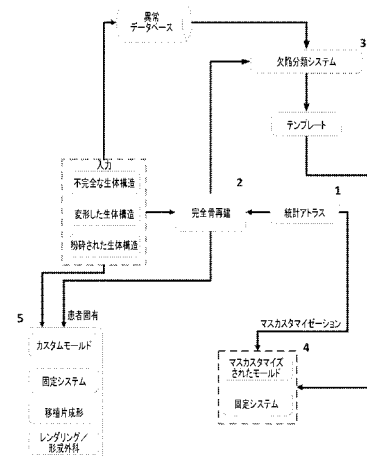 異常
データベース
3
欠陥分類システム
テンプレート
入力
不完全な生体構造
変形した生体構造
粉砕された生体構造
2
完全骨再建
1
統計アトラス
5
患者固有
カスタムモールド
固定システム
移植片成形
レンダリング／
形成外科
マスカスタマイゼーション
4
マスカスタマイズ
されたモールド
固定システム